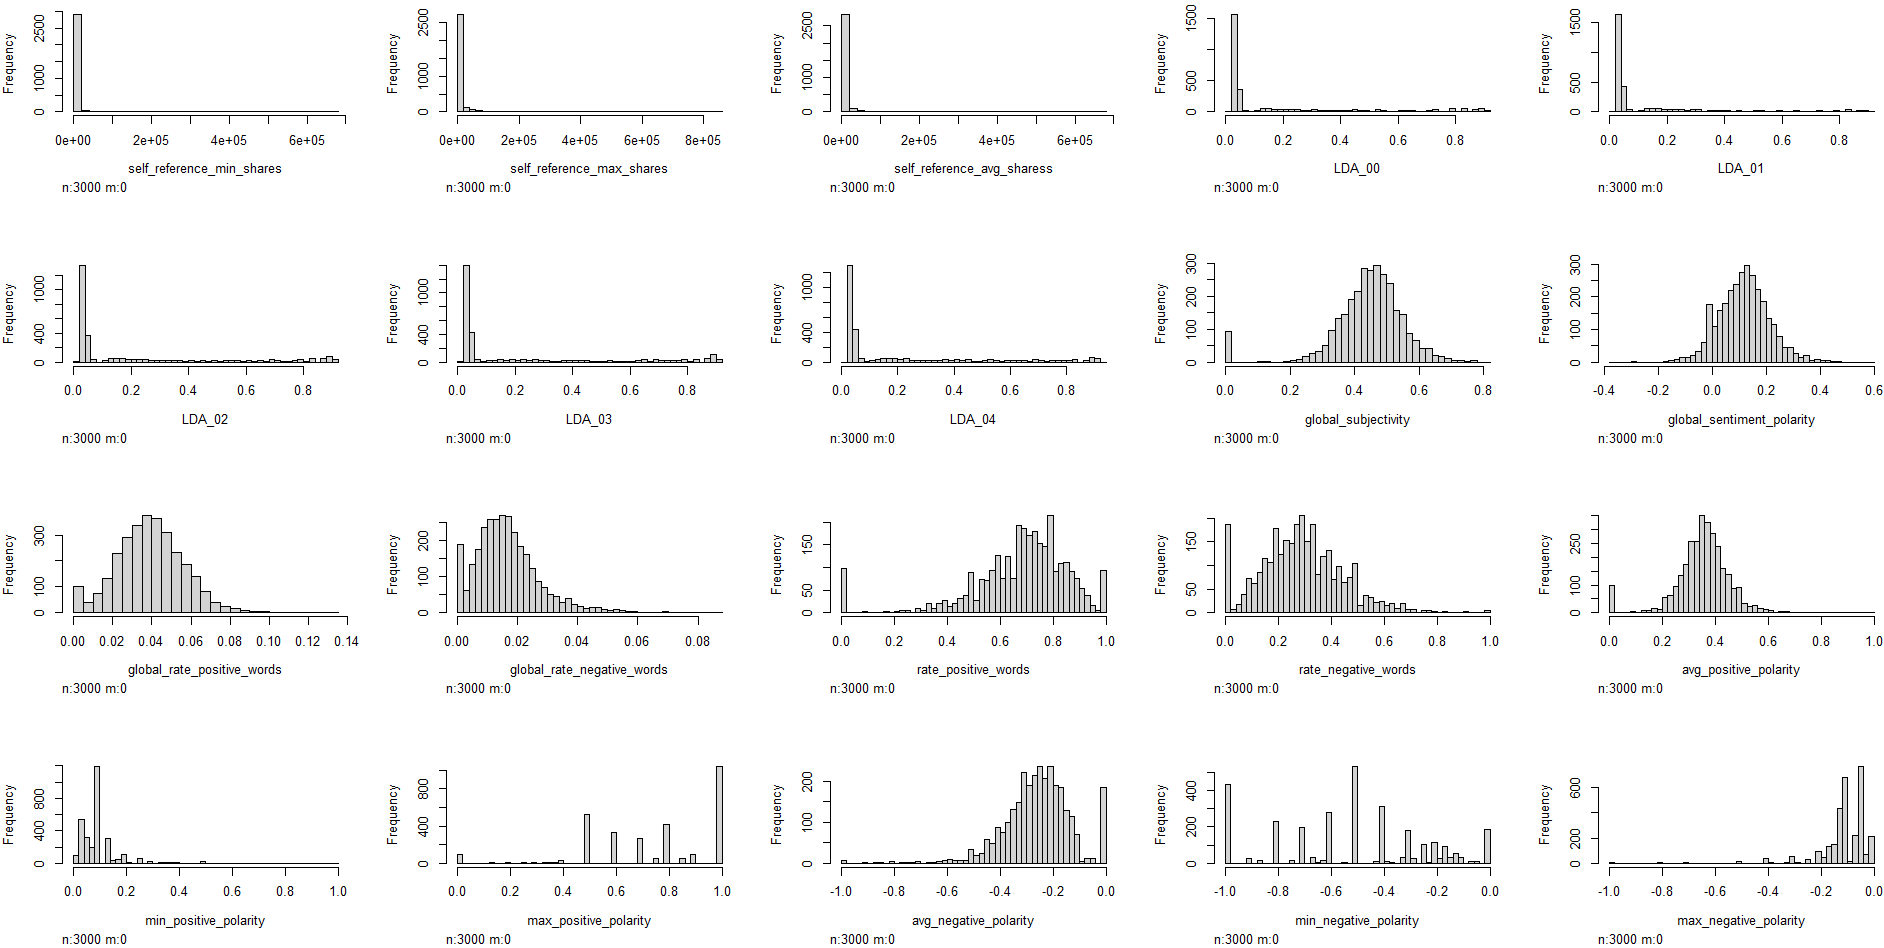 Frequency
0 1000 2500
0e+00 2e+05 4e+05 6e+05
self_reference_min_shares
n:3000 m:0
Frequency
0 1000 2500
0e+00 2e+05 4e+05 6e+05 8e+05
self_reference_max_shares
n:3000 m:0
Frequency
0 1000 2500
0e+00 2e+05 4e+05 6e+05
self_reference_avg_sharess
n:3000 m:0
Frequency
0 500 1500
0.0 0.2 0.4 0.6 0.8
LDA_00
n:3000 m:0
Frequency
0 500 1500
0.0 0.2 0.4 0.6 0.8
LDA_01
n:3000 m:0
Frequency
0 400 1000
0.0 0.2 0.4 0.6 0.8
LDA_02
n:3000 m:0
Frequency
0 400 1000
0.0 0.2 0.4 0.6 0.8
LDA_03
n:3000 m:0
Frequency
0 400 1000
0.0 0.2 0.4 0.6 0.8
LDA_04
n:3000 m:0
Frequency
0 100 200 300
0.0 0.2 0.4 0.6 0.8
global_subjectivity
n:3000 m:0
Frequency
0 100 200 300
-0.4 -0.2 0.0 0.2 0.4 0.6
global_sentiment_polarity
n:3000 m:0
Frequency
0 100 300
0.00 0.02 0.04 0.06 0.08 0.10 0.12 0.14
global_rate_positive_words
n:3000 m:0
Frequency
0 100 200
0.00 0.02 0.04 0.06 0.08
global_rate_negative_words
n:3000 m:0
Frequency
0 50 150
0.0 0.2 0.4 0.6 0.8 1.0
rate_positive_words
n:3000 m:0
Frequency
0 50 150
0.0 0.2 0.4 0.6 0.8 1.0
rate_negative_words
n:3000 m:0
Frequency
0 100 250
0.0 0.2 0.4 0.6 0.8 1.0
avg_positive_polarity
n:3000 m:0
Frequency
0 400 800
0.0 0.2 0.4 0.6 0.8 1.0
min_positive_polarity
n:3000 m:0
Frequency
0 400 800
0.0 0.2 0.4 0.6 0.8 1.0
max_positive_polarity
n:3000 m:0
Frequency
0 100 200
-1.0 -0.8 -0.6 -0.4 -0.2 0.0
avg_negative_polarity
n:3000 m:0
Frequency
0 200 400
-1.0 -0.8 -0.6 -0.4 -0.2 0.0
min_negative_polarity
n:3000 m:0
Frequency
0 200 600
-1.0 -0.8 -0.6 -0.4 -0.2 0.0
max_negative_polarity
n:3000 m:0